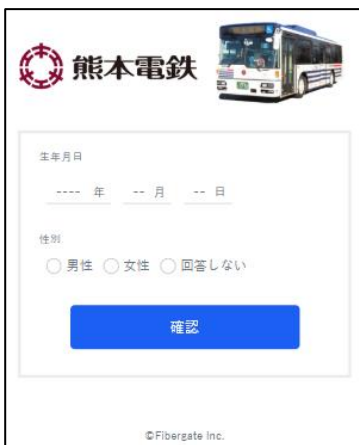 熊本電鉄
生年月日
---- 年 -- 月 -- 日
性別
男性 女性 回答しない
確認
©Fibergate Inc.